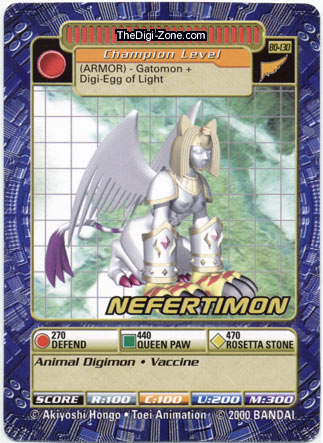 TheDigi-Zone.com
Champion Level
BO-130
(ARMOR) - Gatomon +
Digi-Egg of Light
NEFERTIMON
270 DEFEND
440 QUEEN PAW
470 ROSETTA STONE
Animal Digimon • Vaccine
SCORE R:100 C:100 U:200 M:300
© Akiyoshi Hongo • Toei Animation © 2000 BANDAI